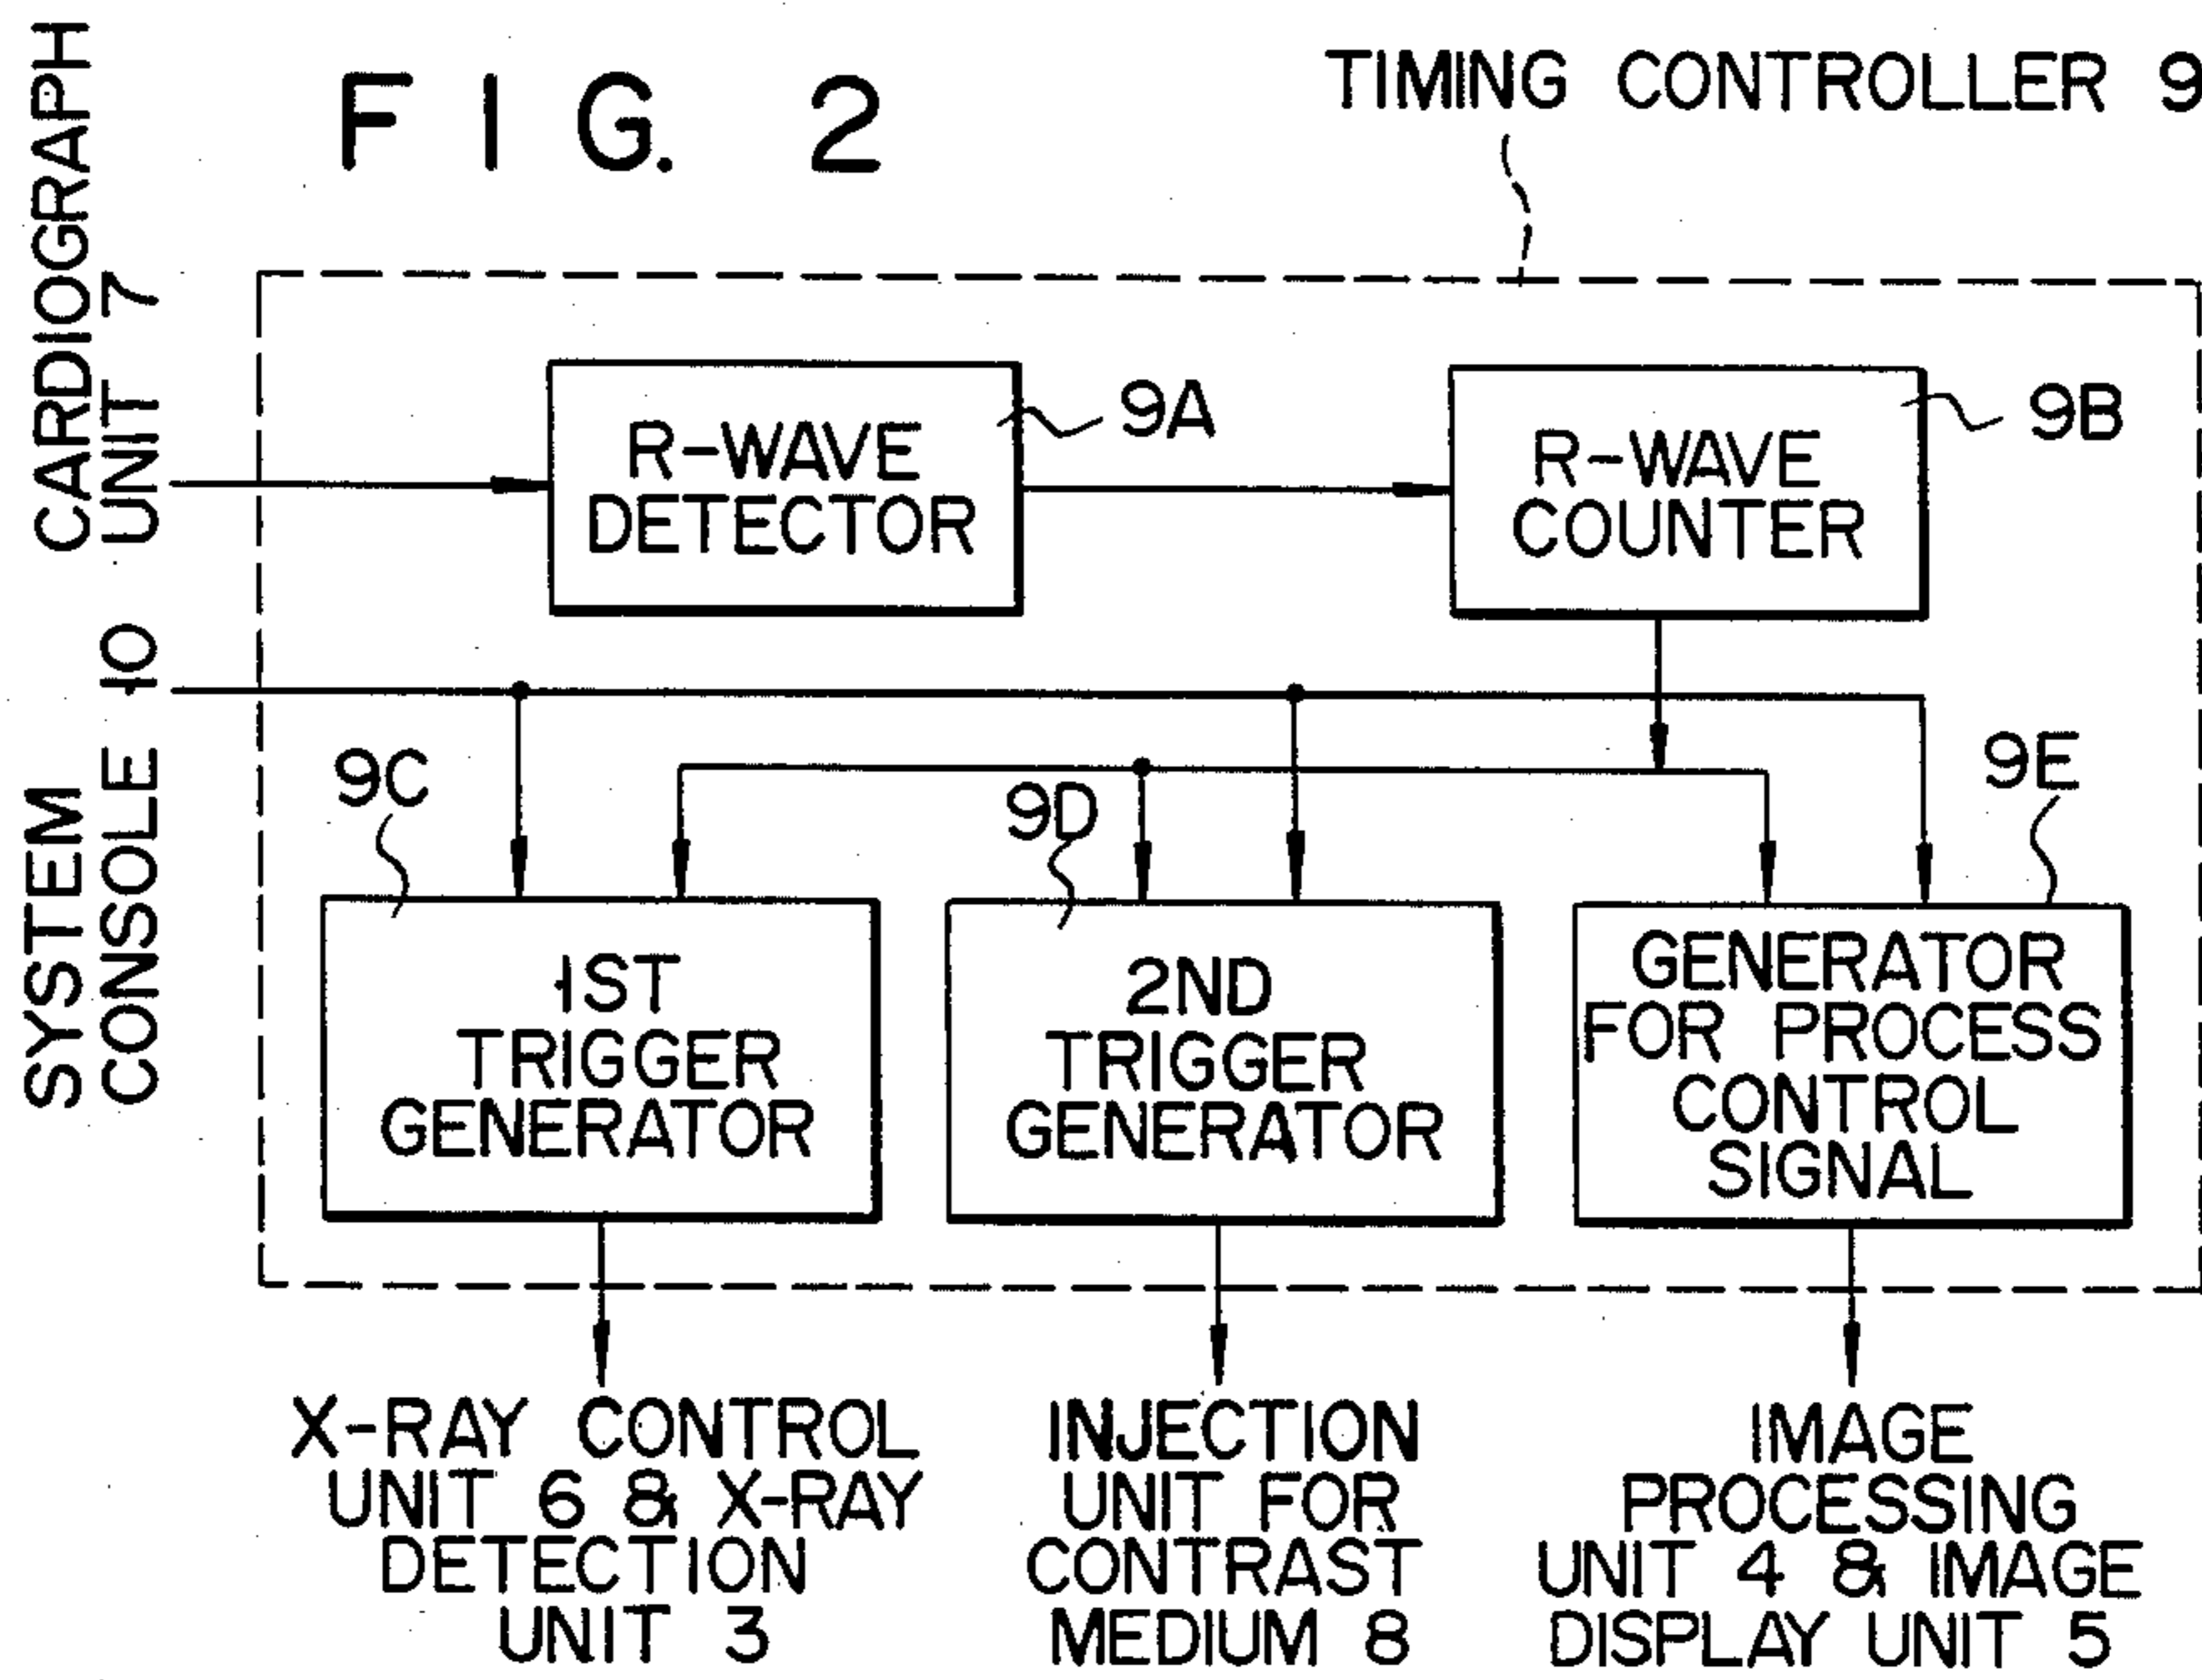 FIG. 2
TIMING CONTROLLER 9
CARDIOGRAPH
UNIT 7
SYSTEM
CONSOLE 10
R-WAVE
DETECTOR
9A
R-WAVE
COUNTER
9B
9C
9D
9E
1ST
TRIGGER
GENERATOR
2ND
TRIGGER
GENERATOR
GENERATOR
FOR PROCESS
CONTROL
SIGNAL
X-RAY CONTROL
UNIT 6 & X-RAY
DETECTION
UNIT 3
INJECTION
UNIT FOR
CONTRAST
MEDIUM 8
IMAGE
PROCESSING
UNIT 4 & IMAGE
DISPLAY UNIT 5